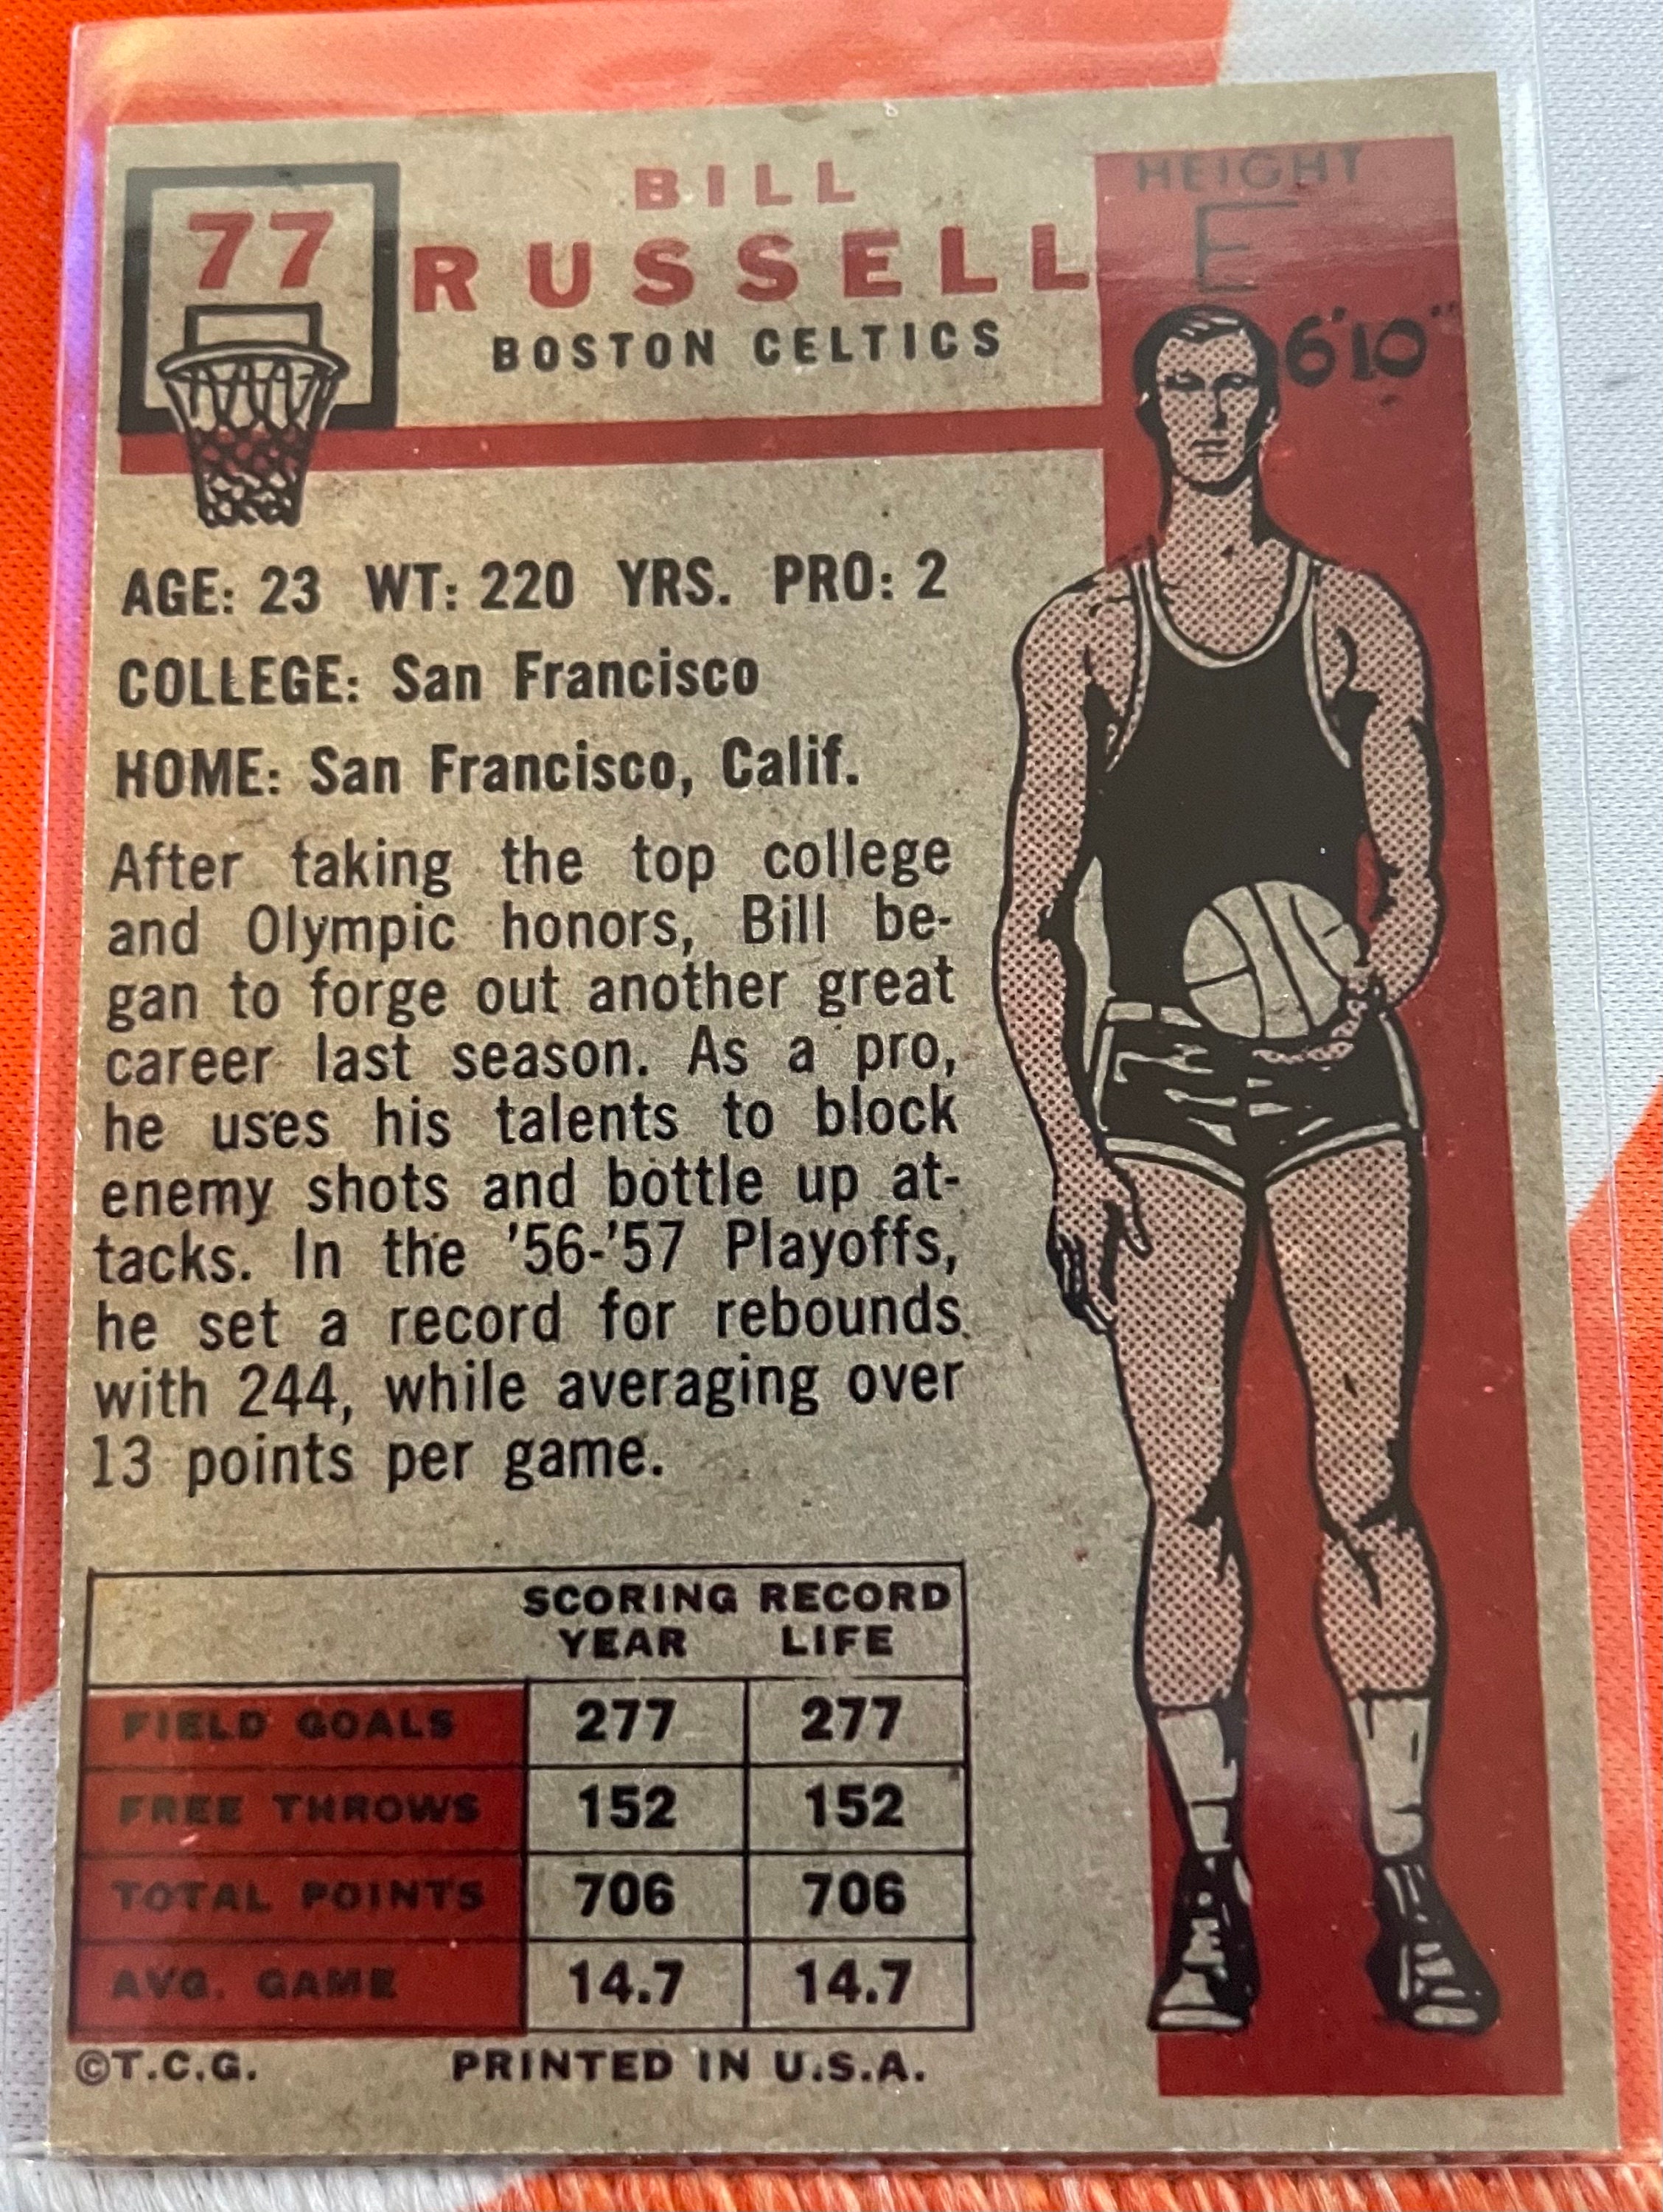 77
BILL
RUSSELL
BOSTON CELTICS
HEIGHT
6'10"
AGE: 23 WT: 220 YRS. PRO: 2
COLLEGE: San Francisco
HOME: San Francisco, Calif.
After taking the top college
and Olympic honors, Bill be-
gan to forge out another great
career last season. As a pro,
he uses his talents to block
enemy shots and bottle up at-
tacks. In the '56-'57 Playoffs,
he set a record for rebounds
with 244, while averaging over
13 points per game.
SCORING RECORD
YEAR LIFE
FIELD GOALS 277 277
FREE THROWS 152 152
TOTAL POINTS 706 706
AVG. GAME 14.7 14.7
©T.C.G. PRINTED IN U.S.A.